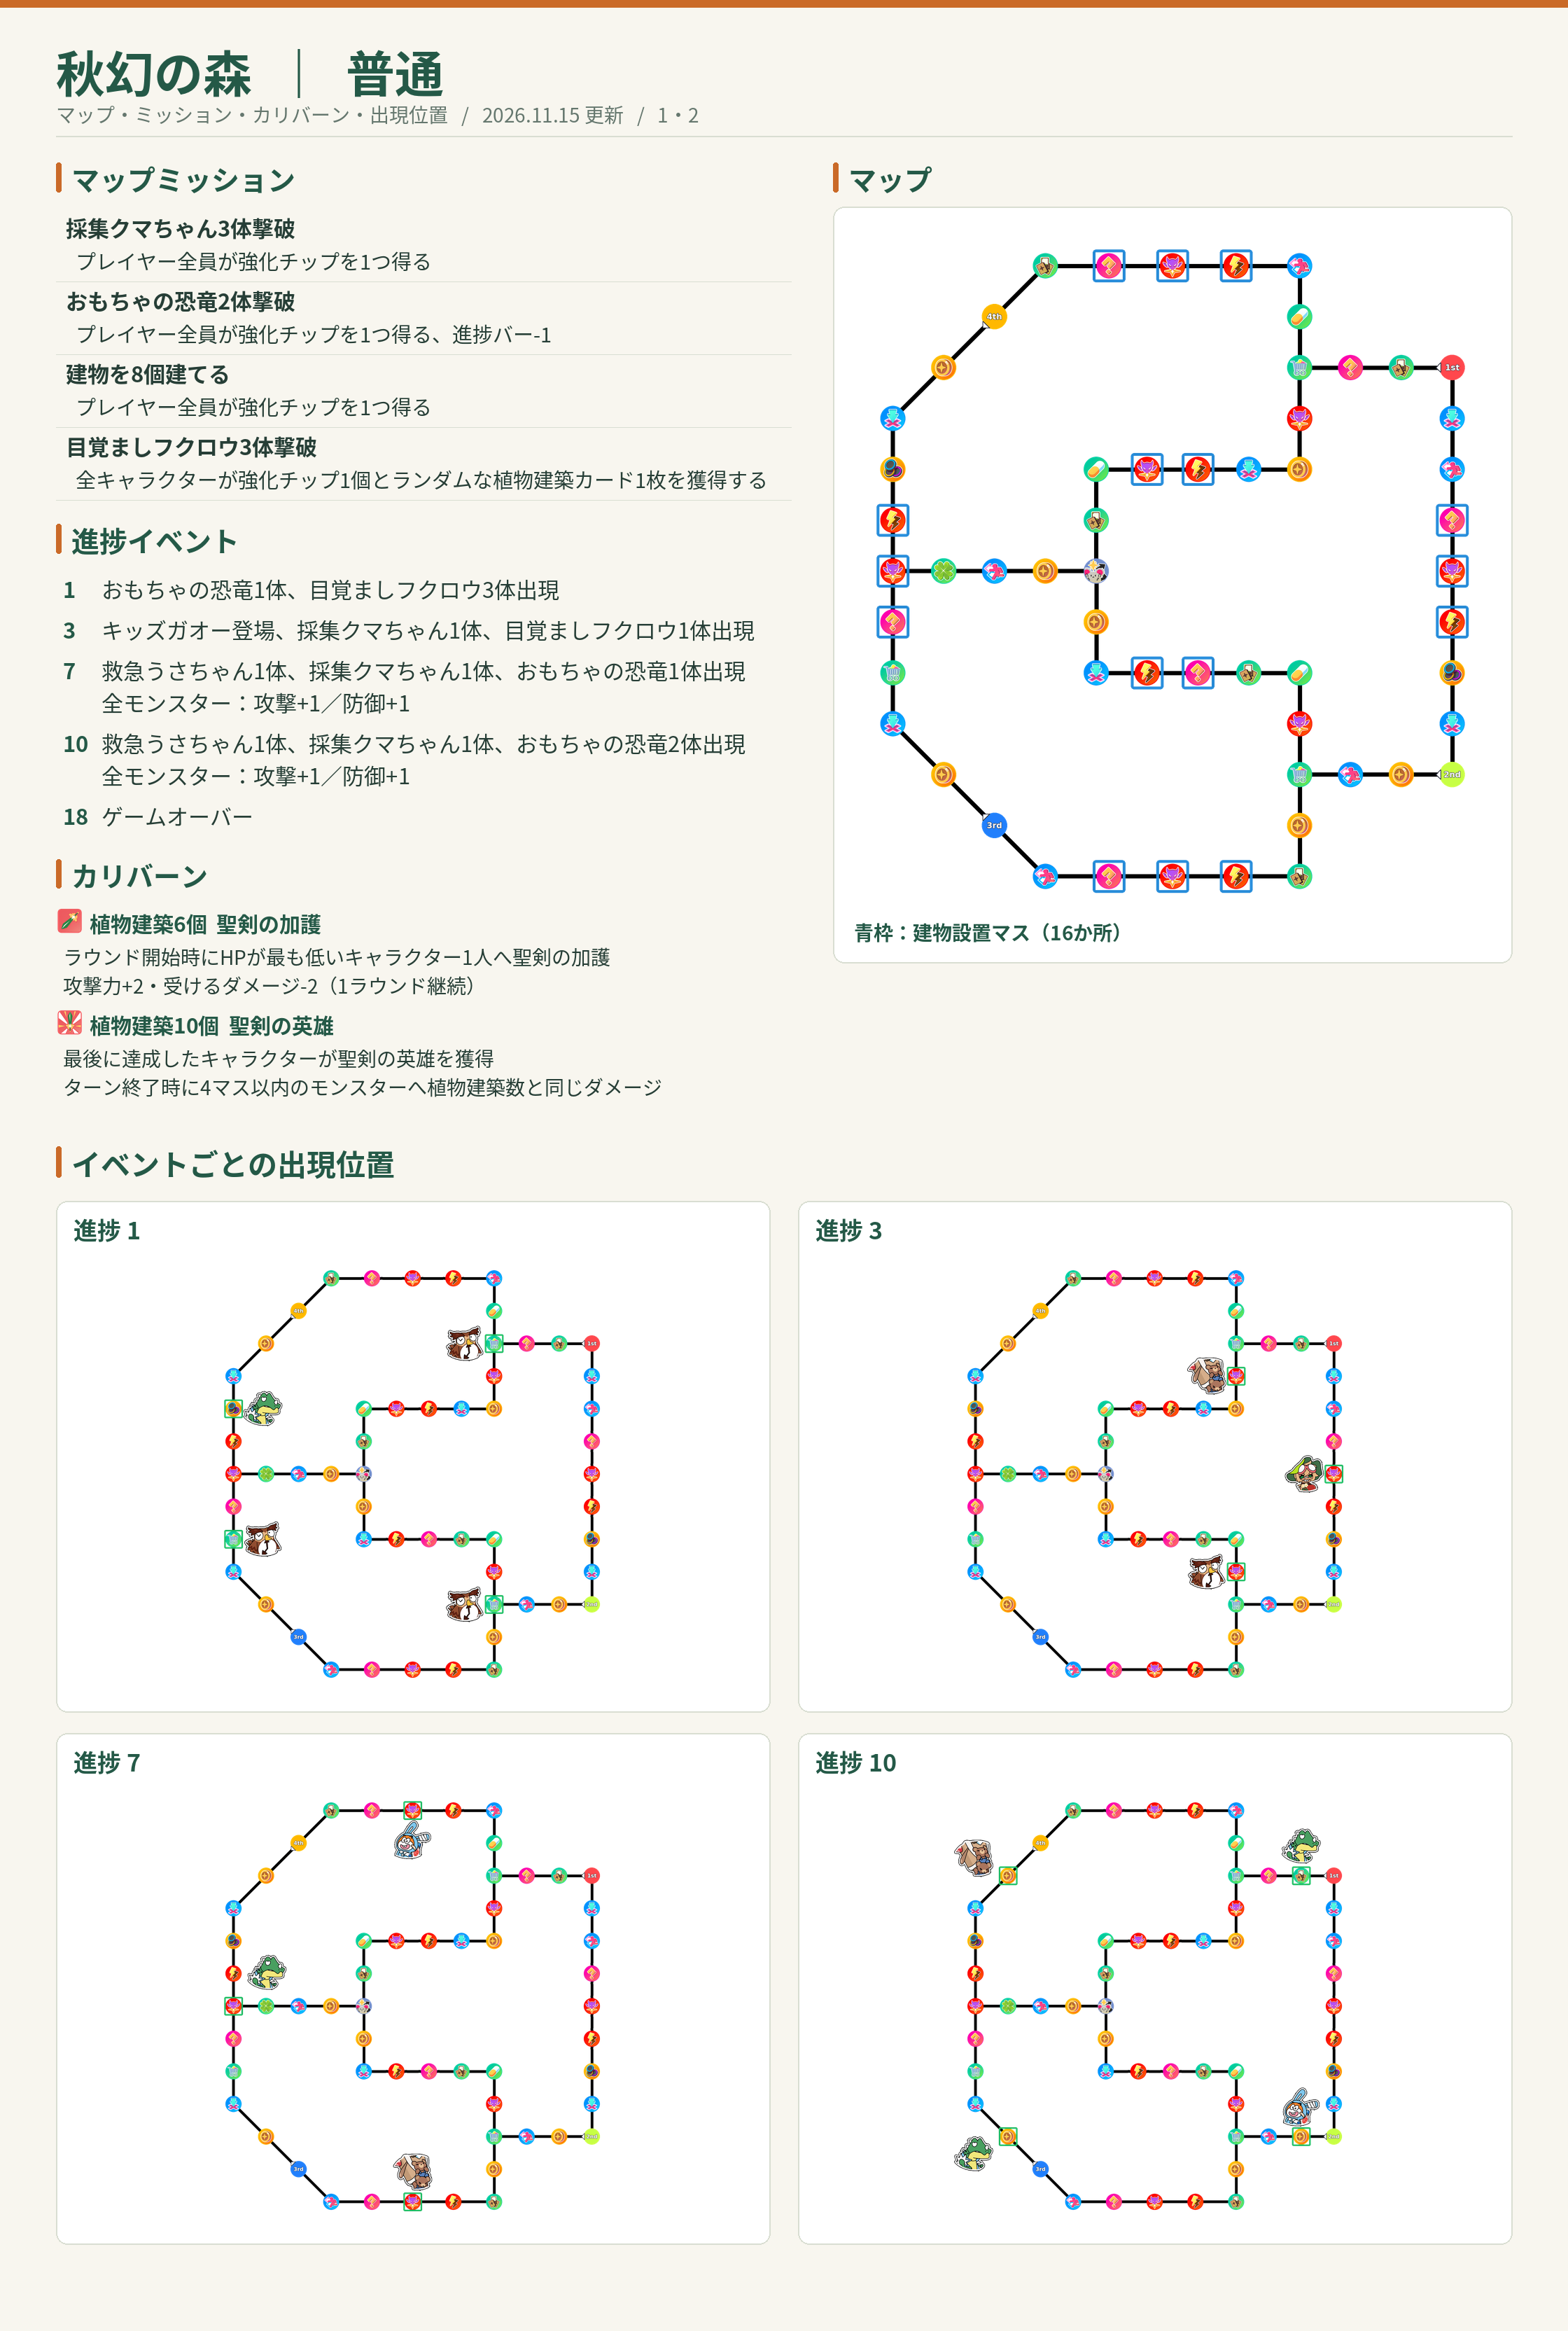 秋幻の森 ｜ 普通
マップ・ミッション・カリバーン・出現位置 / 2026.11.15 更新 / 1・2
マップミッション
採集クマちゃん3体撃破
プレイヤー全員が強化チップを1つ得る
おもちゃの恐竜2体撃破
プレイヤー全員が強化チップを1つ得る、進捗バー-1
建物を8個建てる
プレイヤー全員が強化チップを1つ得る
目覚ましフクロウ3体撃破
全キャラクターが強化チップ1個とランダムな植物建築カード1枚を獲得する
進捗イベント
1 おもちゃの恐竜1体、目覚ましフクロウ3体出現
3 キッズガオー登場、採集クマちゃん1体、目覚ましフクロウ1体出現
7 救急うさちゃん1体、採集クマちゃん1体、おもちゃの恐竜1体出現
全モンスター：攻撃+1／防御+1
10 救急うさちゃん1体、採集クマちゃん1体、おもちゃの恐竜2体出現
全モンスター：攻撃+1／防御+1
18 ゲームオーバー
カリバーン
植物建築6個 聖剣の加護
ラウンド開始時にHPが最も低いキャラクター1人へ聖剣の加護
攻撃力+2・受けるダメージ-2（1ラウンド継続）
植物建築10個 聖剣の英雄
最後に達成したキャラクターが聖剣の英雄を獲得
ターン終了時に4マス以内のモンスターへ植物建築数と同じダメージ
マップ
4th
1st
2nd
3rd
青枠：建物設置マス（16か所）
イベントごとの出現位置
進捗 1
4th
1st
2nd
3rd
進捗 3
4th
1st
2nd
3rd
進捗 7
4th
1st
2nd
3rd
進捗 10
4th
1st
2nd
3rd